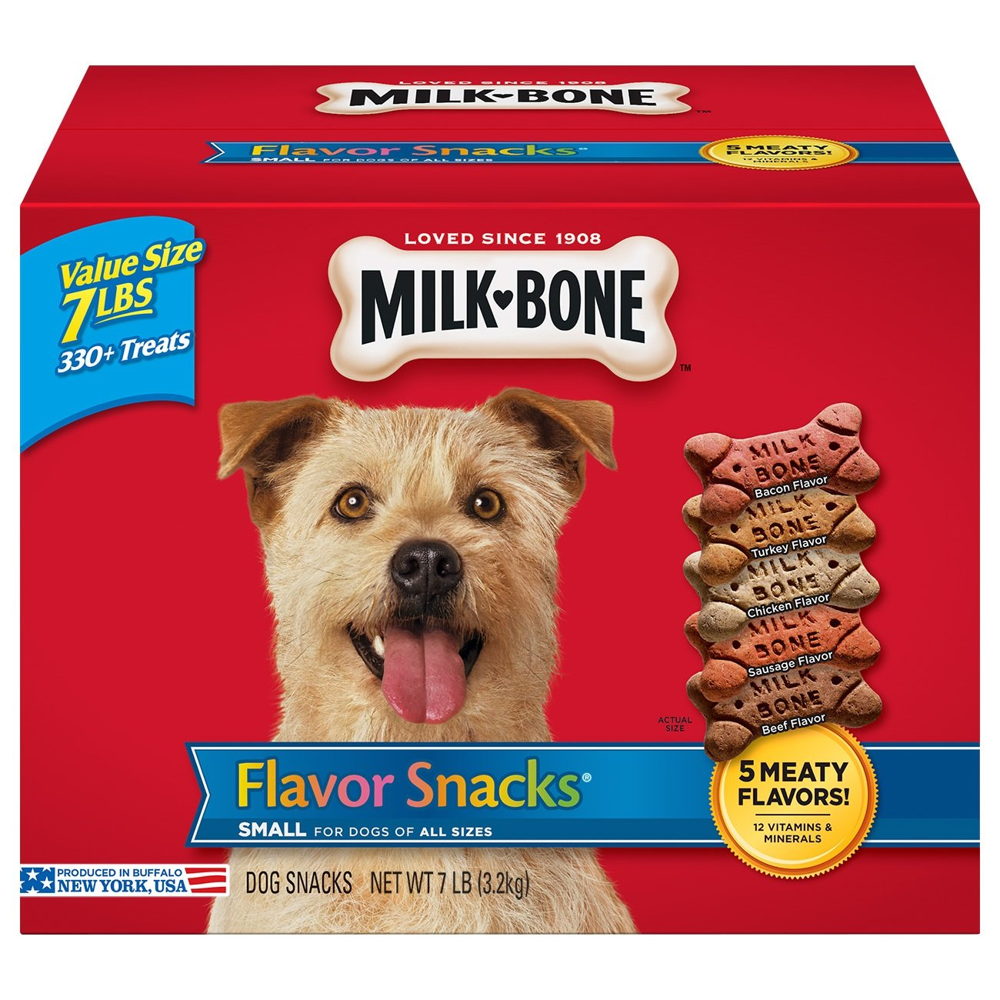 LOVED SINCE 1908
MILK BONE
TM
Flavor Snacks®
SMALL FOR DOGS OF ALL SIZES
5 MEATY
FLAVORS!
12 VITAMINS &
MINERALS
Value Size
7 LBS
330+ Treats
LOVED SINCE 1908
MILK BONE
TM
MILK
BONE
Bacon Flavor
MILK
BONE
Turkey Flavor
MILK
BONE
Chicken Flavor
MILK
BONE
Sausage Flavor
MILK
BONE
Beef Flavor
ACTUAL
SIZE
Flavor Snacks®
SMALL FOR DOGS OF ALL SIZES
5 MEATY
FLAVORS!
12 VITAMINS &
MINERALS
PRODUCED IN BUFFALO
NEW YORK, USA
DOG SNACKS NET WT 7 LB (3.2kg)